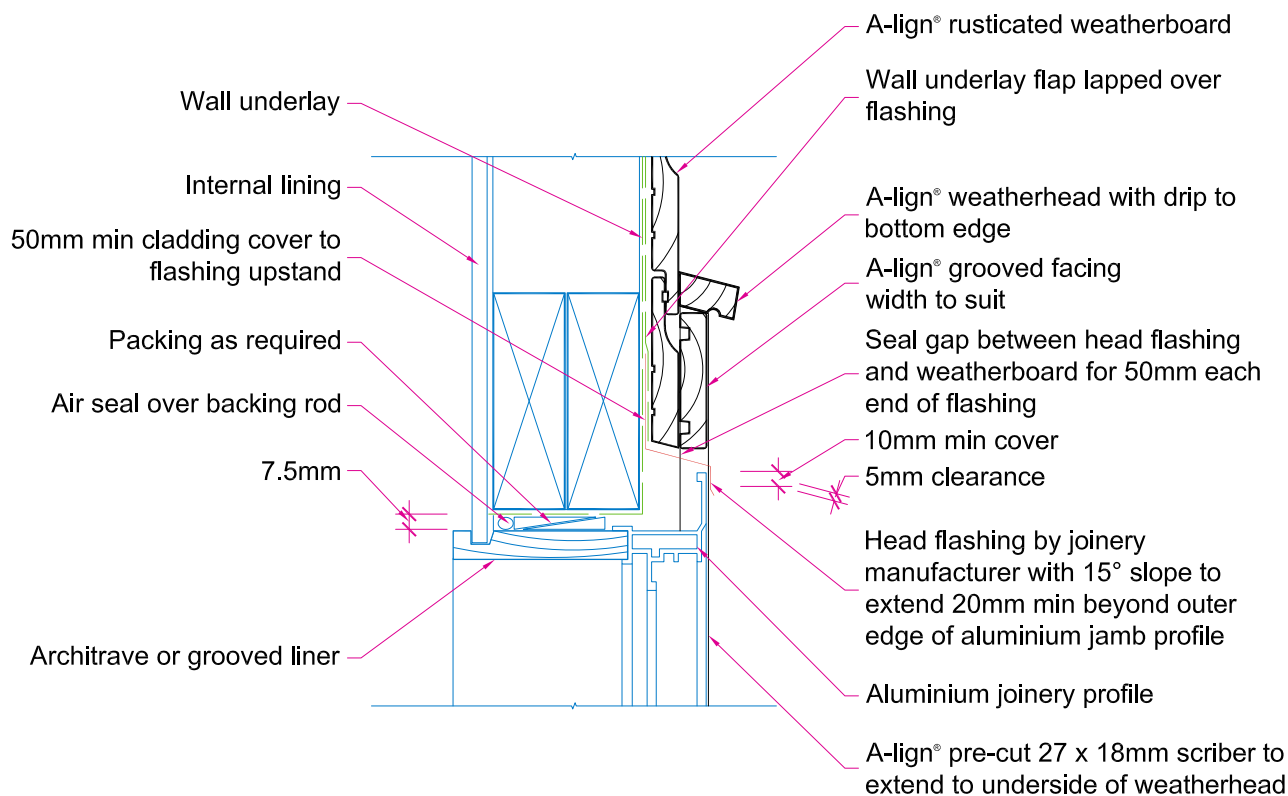 Wall underlay
Internal lining
50mm min cladding cover to
flashing upstand
Packing as required
Air seal over backing rod
7.5mm
Architrave or grooved liner
A-lign® rusticated weatherboard
Wall underlay flap lapped over
flashing
A-lign® weatherhead with drip to
bottom edge
A-lign® grooved facing
width to suit
Seal gap between head flashing
and weatherboard for 50mm each
end of flashing
10mm min cover
5mm clearance
Head flashing by joinery
manufacturer with 15° slope to
extend 20mm min beyond outer
edge of aluminium jamb profile
Aluminium joinery profile
A-lign® pre-cut 27 x 18mm scriber to
extend to underside of weatherhead